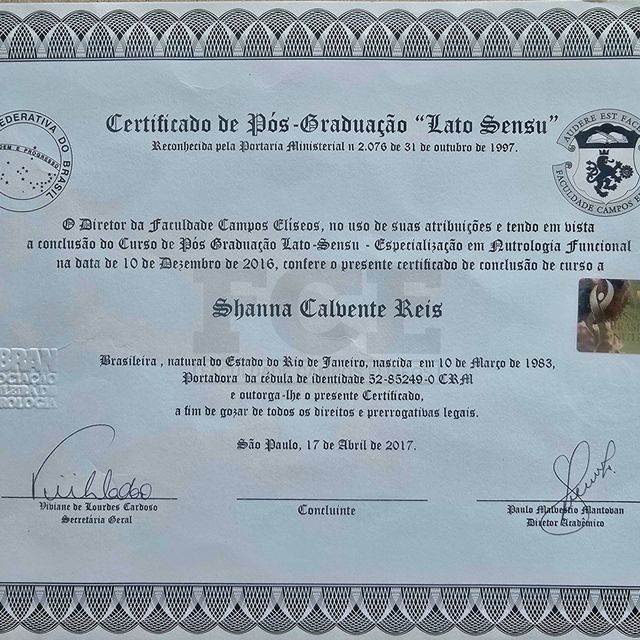 FEDERATIVA DO BRASIL
ORDEM E PROGRESSO
Certificado de Pós-Graduação "Lato Sensu"
Reconhecida pela Portaria Ministerial n 2.076 de 31 de outubro de 1997.
AUDERE EST FACE
FACULDADE CAMPOS E
O Diretor da Faculdade Campos Elíseos, no uso de suas atribuições e tendo em vista
a conclusão do Curso de Pós Graduação Lato-Sensu - Especialização em Nutrologia Funcional
na data de 10 de Dezembro de 2016, confere o presente certificado de conclusão de curso a
FCE
Shanna Calvente Reis
BRAN
Brasileira , natural do Estado do Rio de Janeiro, nascida em 10 de Março de 1983,
Portadora da cédula de identidade 52-85249-0 CRM
e outorga-lhe o presente Certificado,
a fim de gozar de todos os direitos e prerrogativas legais.
São Paulo, 17 de Abril de 2017.
Viviane de Lourdes Cardoso
Secretária Geral
Concluinte
Paulo Malvestio Mantovan
Diretor Acadêmico